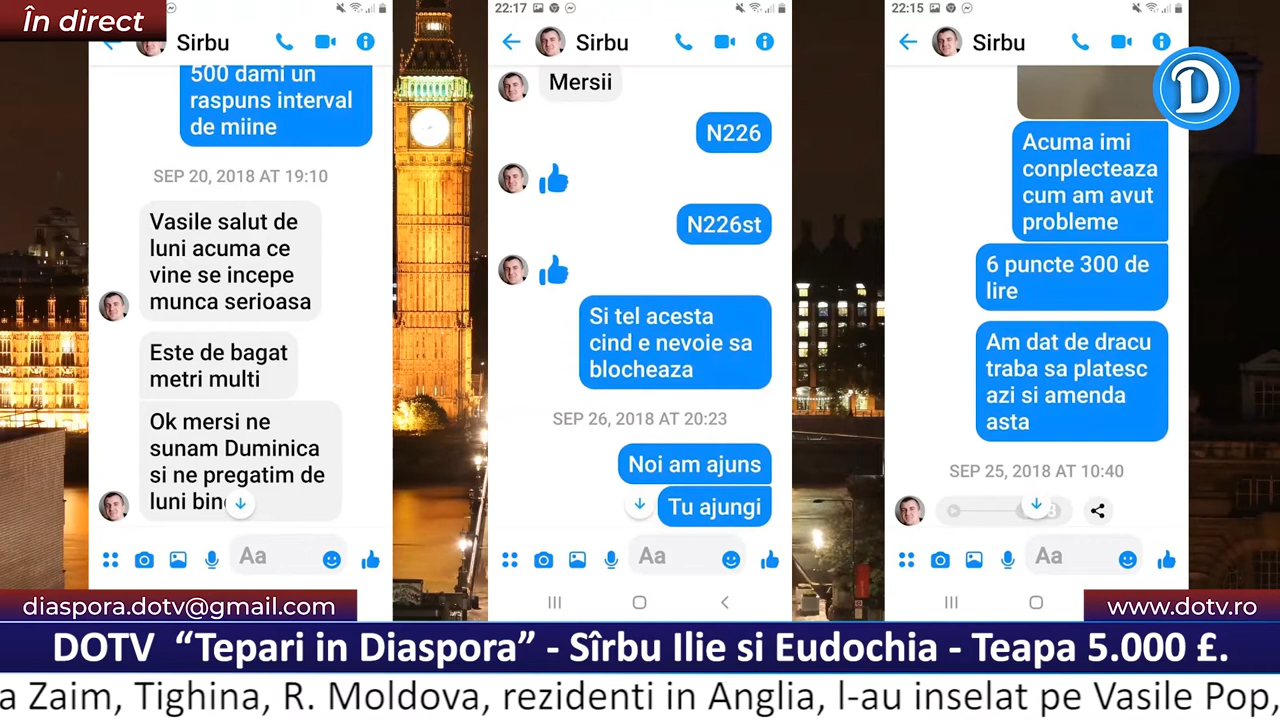 În direct
Sirbu
500 dami un
raspuns interval
de miine
SEP 20, 2018 AT 19:10
Vasile salut de
luni acuma ce
vine se incepe
munca serioasa
Este de bagat
metri multi
Ok mersi ne
sunam Duminica
si ne pregatim de
luni bine
Aa
22:17
Sirbu
Mersii
N226
N226st
Si tel acesta
cind e nevoie sa
blocheaza
SEP 26, 2018 AT 20:23
Noi am ajuns
Tu ajungi
Aa
22:15
Sirbu
D
Acuma imi
conplecteaza
cum am avut
probleme
6 puncte 300 de
lire
Am dat de dracu
traba sa platesc
azi si amenda
asta
SEP 25, 2018 AT 10:40
Aa
diaspora.dotv@gmail.com
www.dotv.ro
DOTV "Tepari in Diaspora" - Sîrbu Ilie si Eudochia - Teapa 5.000 £.
a Zaim, Tighina, R. Moldova, rezidenti in Anglia, l-au inselat pe Vasile Pop,